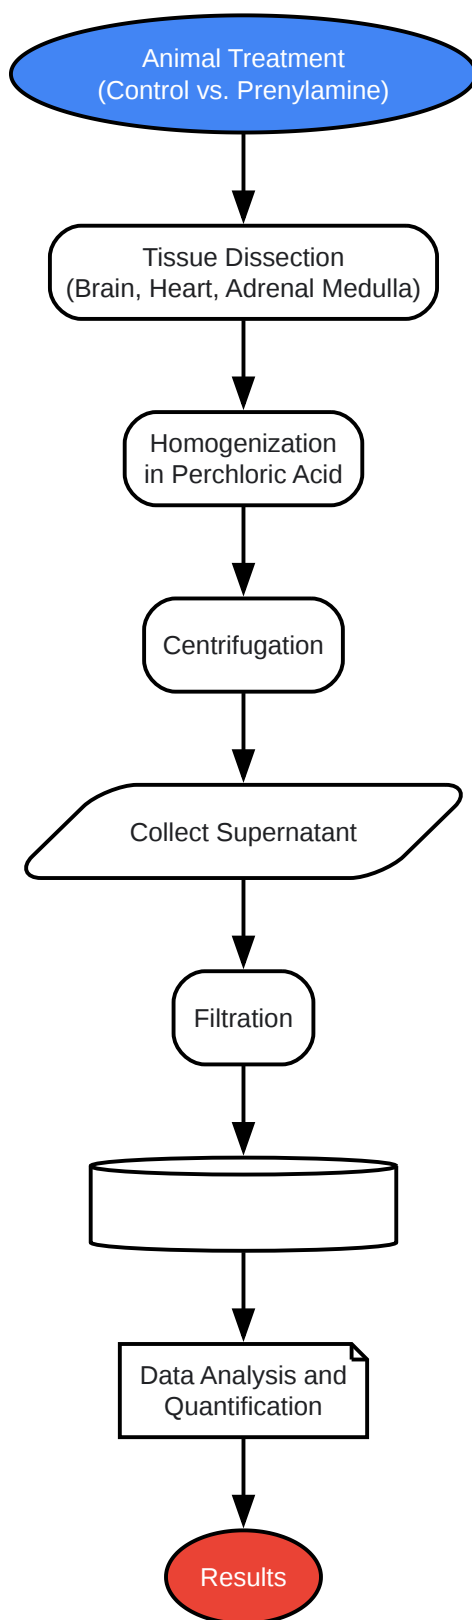 Animal Treatment
(Control vs. Prenylamine)
Tissue Dissection
(Brain, Heart, Adrenal Medulla)
Homogenization
in Perchloric Acid
Centrifugation
Collect Supernatant
Filtration
Data Analysis and
Quantification
Results